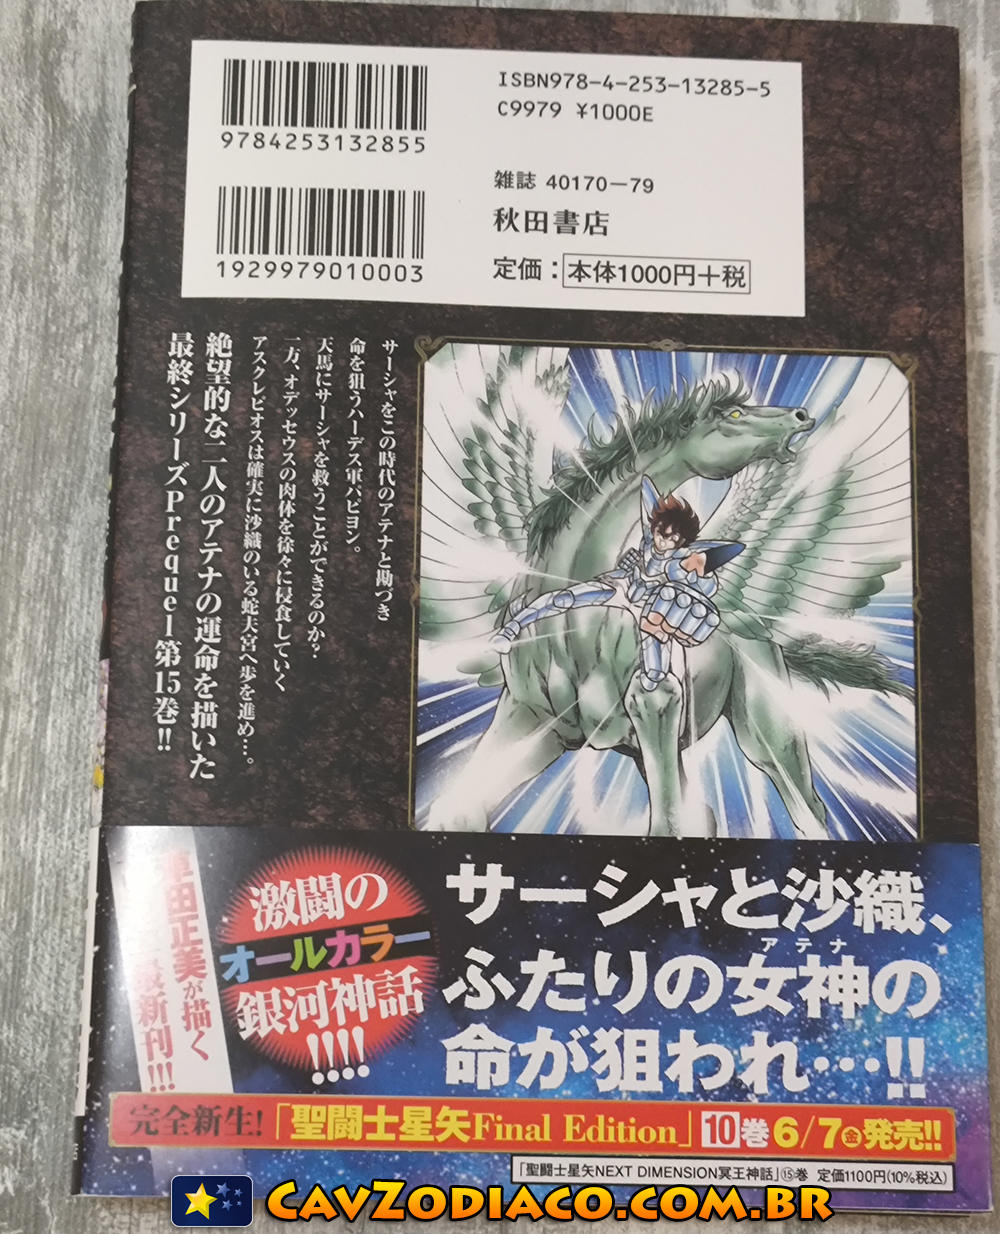 ISBN978-4-253-13285-5
C9979 ¥1000E
9784253132855
雑誌 40170-79
秋田書店
定価：本体1000円+税
1929979010003
サーシャをこの時代のアテナと勘づき
命を狙うハーデス軍パピヨン。
天馬にサーシャを救うことができるのか?
一方、オデッセウスの肉体を徐々に侵食していく
アスクレピオスは確実に沙織のいる蛇夫宮へ歩を進め…。
絶望的な二人のアテナの運命を描いた
最終シリーズPrequel第15巻!!
サーシャと沙織、
ふたりの女神の
アテナ
命が狙われ…!!
激闘の
オールカラー
銀河神話
!!!!
車田正美が描く
最新刊!!!
完全新生!「聖闘士星矢Final Edition」10巻 6/7金発売!!
「聖闘士星矢NEXT DIMENSION冥王神話」⑮巻 定価1100円(10%税込)
CAVZODIACO.COM.BR